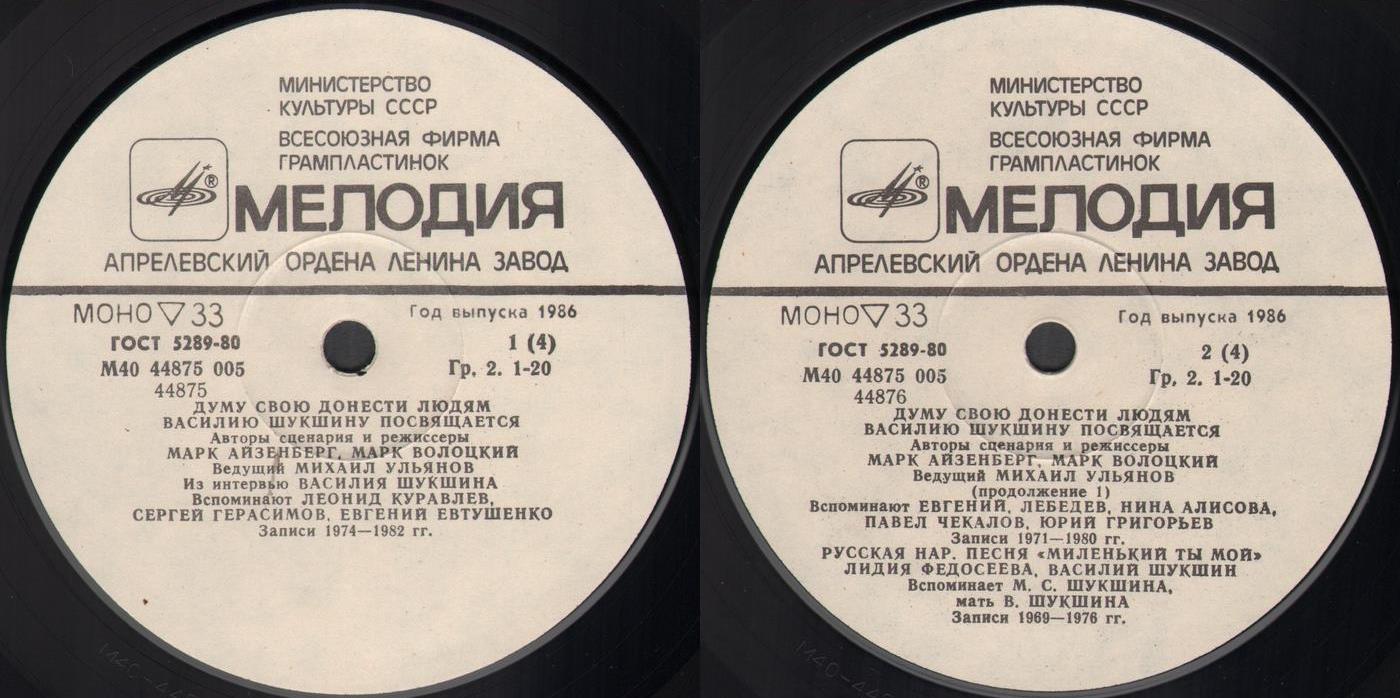 МИНИСТЕРСТВО
КУЛЬТУРЫ СССР
ВСЕСОЮЗНАЯ ФИРМА
ГРАМПЛАСТИНОК
®
МЕЛОДИЯ
АПРЕЛЕВСКИЙ ОРДЕНА ЛЕНИНА ЗАВОД
МОНО ▽ 33
Год выпуска 1986
ГОСТ 5289-80
1 (4)
М40 44875 005
Гр. 2. 1-20
44875
ДУМУ СВОЮ ДОНЕСТИ ЛЮДЯМ
ВАСИЛИЮ ШУКШИНУ ПОСВЯЩАЕТСЯ
Авторы сценария и режиссеры
МАРК АЙЗЕНБЕРГ, МАРК ВОЛОЦКИЙ
Ведущий МИХАИЛ УЛЬЯНОВ
Из интервью ВАСИЛИЯ ШУКШИНА
Вспоминают ЛЕОНИД КУРАВЛЕВ,
СЕРГЕЙ ГЕРАСИМОВ, ЕВГЕНИЙ ЕВТУШЕНКО
Записи 1974—1982 гг.
МИНИСТЕРСТВО
КУЛЬТУРЫ СССР
ВСЕСОЮЗНАЯ ФИРМА
ГРАМПЛАСТИНОК
®
МЕЛОДИЯ
АПРЕЛЕВСКИЙ ОРДЕНА ЛЕНИНА ЗАВОД
МОНО ▽ 33
Год выпуска 1986
ГОСТ 5289-80
2 (4)
М40 44875 005
Гр. 2. 1-20
44876
ДУМУ СВОЮ ДОНЕСТИ ЛЮДЯМ
ВАСИЛИЮ ШУКШИНУ ПОСВЯЩАЕТСЯ
Авторы сценария и режиссеры
МАРК АЙЗЕНБЕРГ, МАРК ВОЛОЦКИЙ
Ведущий МИХАИЛ УЛЬЯНОВ
(продолжение 1)
Вспоминают ЕВГЕНИЙ, ЛЕБЕДЕВ, НИНА АЛИСОВА,
ПАВЕЛ ЧЕКАЛОВ, ЮРИЙ ГРИГОРЬЕВ
Записи 1971—1980 гг.
РУССКАЯ НАР. ПЕСНЯ «МИЛЕНЬКИЙ ТЫ МОЙ»
ЛИДИЯ ФЕДОСЕЕВА, ВАСИЛИЙ ШУКШИН
Вспоминает М. С. ШУКШИНА,
мать В. ШУКШИНА
Записи 1969—1976 гг.